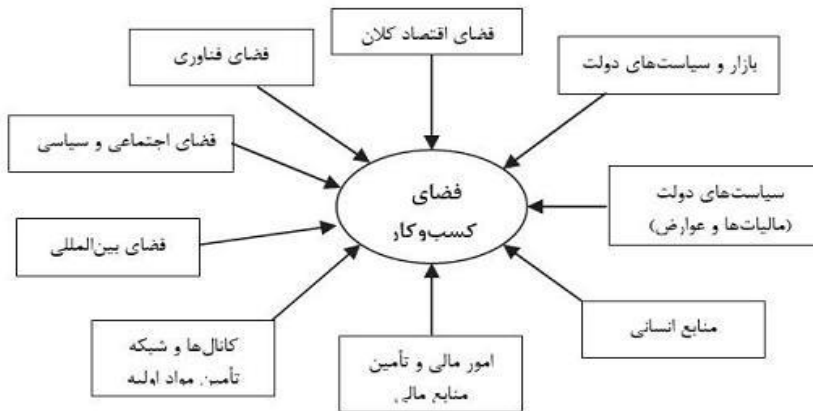 فضای اقتصاد کلان
فضای فناوری
بازار و سیاست‌های دولت
فضای اجتماعی و سیاسی
فضای
کسب‌وکار
سیاست‌های دولت
(مالیات‌ها و عوارض)
فضای بین‌المللی
منابع انسانی
کانال‌ها و شبکه
تأمین مواد اولیه
امور مالی و تأمین
منابع مالی